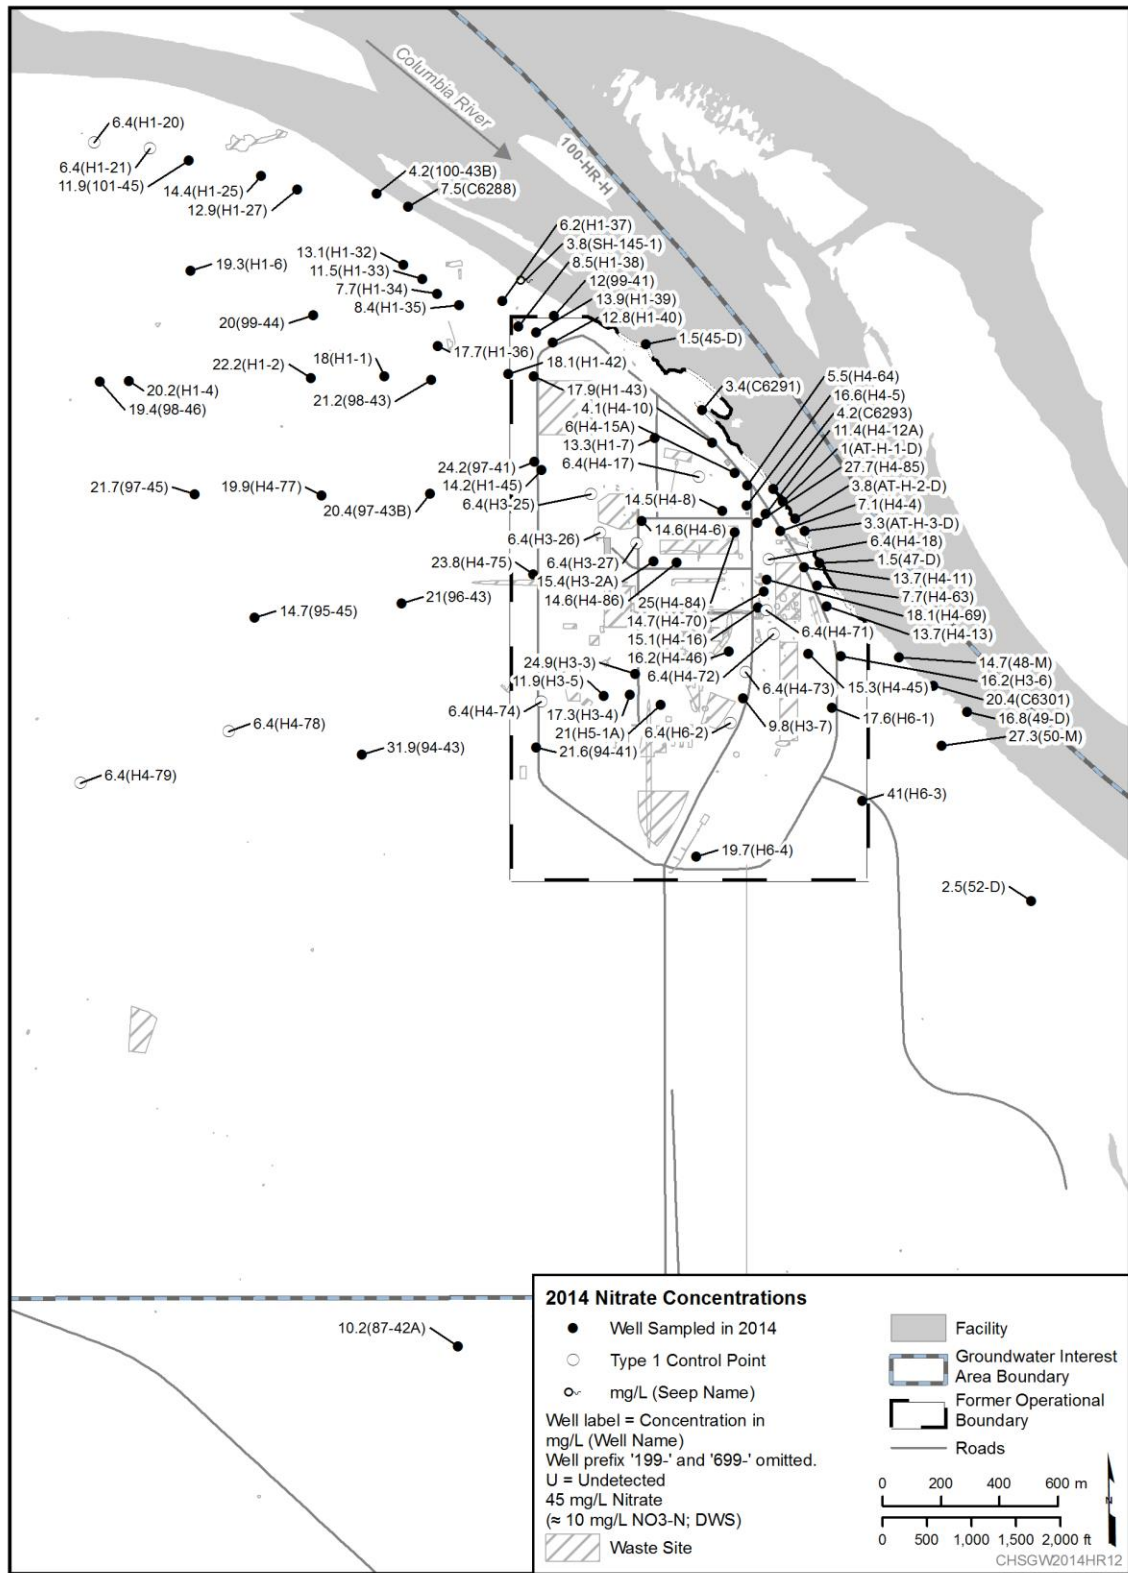 6.4(H1-20)
6.4(H1-21)
11.9(101-45)
14.4(H1-25)
12.9(H1-27)
4.2(100-43B)
7.5(C6288)
Columbia River
100-HR-H
6.2(H1-37)
3.8(SH-145-1)
8.5(H1-38)
12(99-41)
13.9(H1-39)
12.8(H1-40)
19.3(H1-6)
13.1(H1-32)
11.5(H1-33)
7.7(H1-34)
8.4(H1-35)
20(99-44)
17.7(H1-36)
1.5(45-D)
22.2(H1-2)
18(H1-1)
18.1(H1-42)
20.2(H1-4)
19.4(98-46)
21.2(98-43)
17.9(H1-43)
3.4(C6291)
4.1(H4-10)
6(H4-15A)
13.3(H1-7)
6.4(H4-17)
5.5(H4-64)
16.6(H4-5)
4.2(C6293)
11.4(H4-12A)
1(AT-H-1-D)
27.7(H4-85)
3.8(AT-H-2-D)
7.1(H4-4)
3.3(AT-H-3-D)
6.4(H4-18)
1.5(47-D)
13.7(H4-11)
7.7(H4-63)
18.1(H4-69)
13.7(H4-13)
24.2(97-41)
14.2(H1-45)
6.4(H3-25)
21.7(97-45)
19.9(H4-77)
20.4(97-43B)
14.5(H4-8)
14.6(H4-6)
6.4(H3-26)
6.4(H3-27)
23.8(H4-75)
15.4(H3-2A)
14.6(H4-86)
21(96-43)
14.7(95-45)
25(H4-84)
14.7(H4-70)
15.1(H4-16)
6.4(H4-71)
16.2(H4-46)
6.4(H4-72)
24.9(H3-3)
11.9(H3-5)
6.4(H4-73)
15.3(H4-45)
14.7(48-M)
16.2(H3-6)
20.4(C6301)
16.8(49-D)
27.3(50-M)
6.4(H4-74)
17.3(H3-4)
21(H5-1A)
6.4(H6-2)
9.8(H3-7)
17.6(H6-1)
6.4(H4-78)
31.9(94-43)
21.6(94-41)
6.4(H4-79)
41(H6-3)
19.7(H6-4)
2.5(52-D)
10.2(87-42A)
2014 Nitrate Concentrations
Well Sampled in 2014
Type 1 Control Point
mg/L (Seep Name)
Well label = Concentration in
mg/L (Well Name)
Well prefix '199-' and '699-' omitted.
U = Undetected
45 mg/L Nitrate
(≈ 10 mg/L NO3-N; DWS)
Waste Site
Facility
Groundwater Interest
Area Boundary
Former Operational
Boundary
Roads
0 200 400 600 m
0 500 1,000 1,500 2,000 ft
N
CHSGW2014HR12